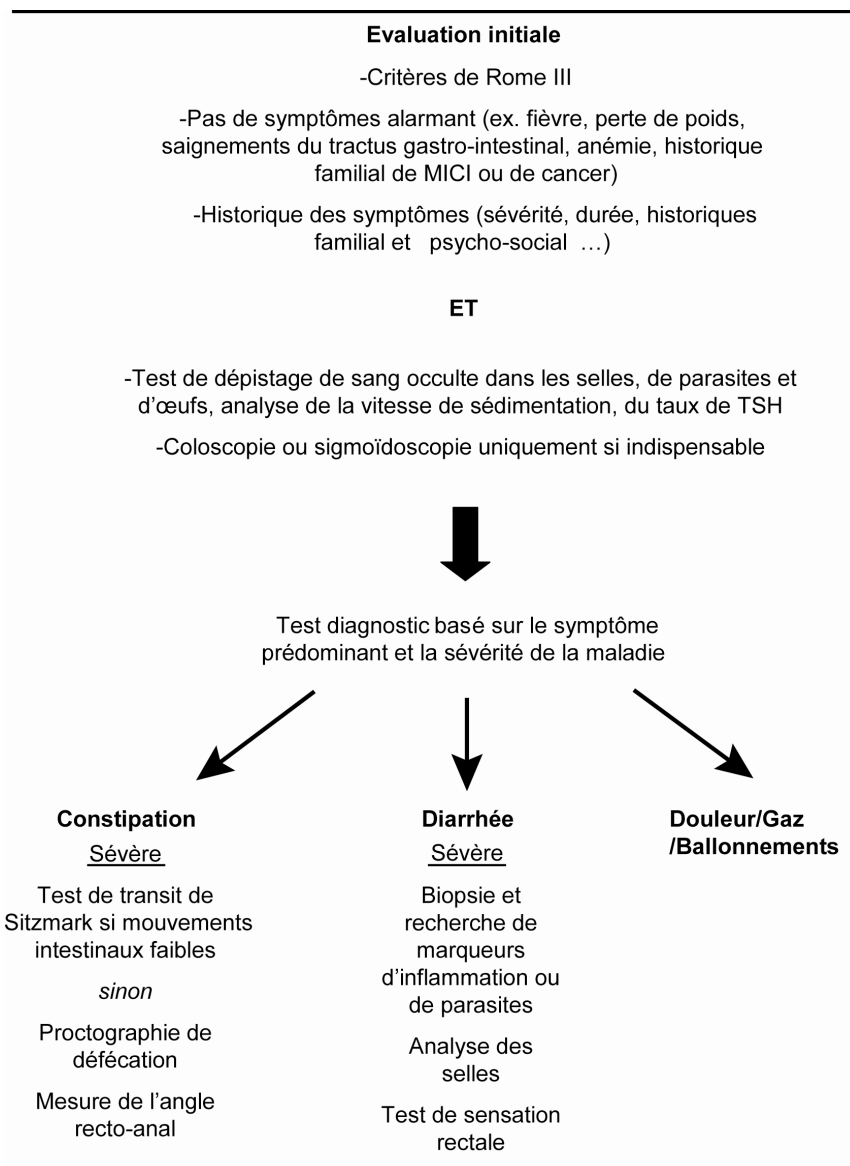 Evaluation initiale
-Critères de Rome III
-Pas de symptômes alarmant (ex. fièvre, perte de poids,
saignements du tractus gastro-intestinal, anémie, historique
familial de MICI ou de cancer)
-Historique des symptômes (sévérité, durée, historiques
familial et psycho-social …)
ET
-Test de dépistage de sang occulte dans les selles, de parasites et
d’œufs, analyse de la vitesse de sédimentation, du taux de TSH
-Coloscopie ou sigmoïdoscopie uniquement si indispensable
Test diagnostic basé sur le symptôme
prédominant et la sévérité de la maladie
Constipation
Sévère
Test de transit de
Sitzmark si mouvements
intestinaux faibles
sinon
Proctographie de
défécation
Mesure de l’angle
recto-anal
Diarrhée
Sévère
Biopsie et
recherche de
marqueurs
d’inflammation ou
de parasites
Analyse des
selles
Test de sensation
rectale
Douleur/Gaz
/Ballonnements